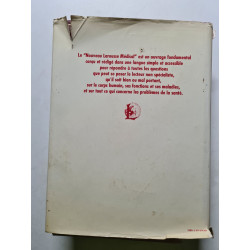 Le "Nouveau Larousse Médical" est un ouvrage fondamental
conçu et rédigé dans une langue simple et accessible
pour répondre à toutes les questions
que peut se poser le lecteur non spécialiste,
qu'il soit bien ou mal portant,
sur le corps humain, ses fonctions et ses maladies,
et sur tout ce qui concerne les problèmes de la santé.